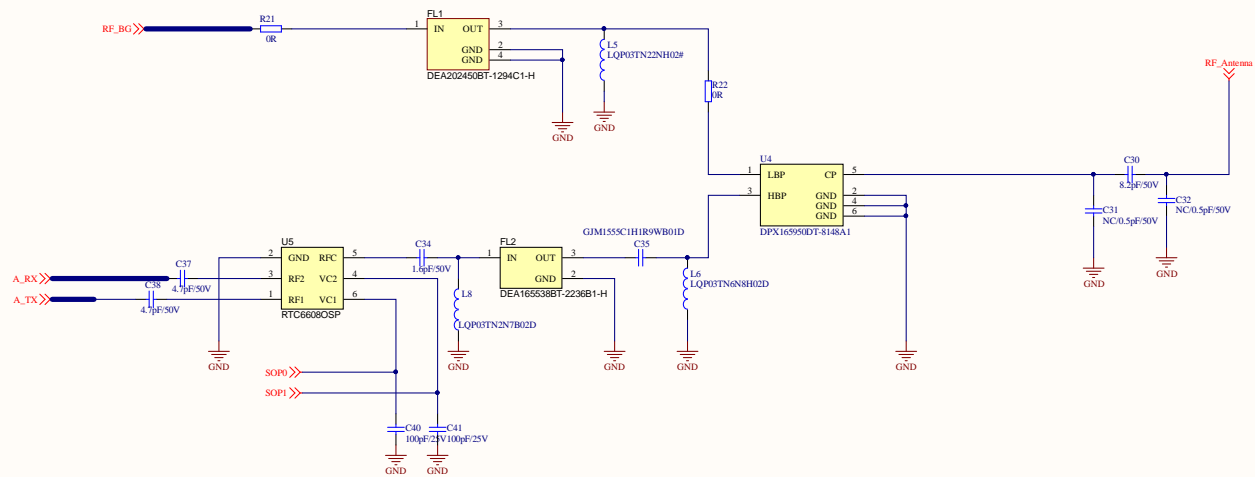 R21
FL1
RF_BG
1
IN
OUT
3
0R
GND
2
GND
4
L5
LQP03TN22NH02#
DEA202450BT-1294C1-H
RF_Antenna
R22
0R
GND
GND
U4
1
LBP
CP
5
C30
3
HBP
GND
2
8.2pF/50V
GND
4
C31
C32
GND
6
NC/0.5pF/50V
NC/0.5pF/50V
DPX165950DT-8148A1
GJM1555C1H1R9WB01D
U5
C34
FL2
C35
2
GND
RFC
5
1
IN
OUT
3
C37
1.6pF/50V
A_RX
3
RF2
VC2
4
GND
2
L6
4.7pF/50V
LQP03TN6N8H02D
C38
L8
DEA165538BT-2236B1-H
A_TX
1
RF1
VC1
6
4.7pF/50V
RTC6608OSP
LQP03TN2N7B02D
GND
GND
GND
GND
GND
GND
GND
GND
SOP0
SOP1
C40
C41
100pF/25V
100pF/25V
GND
GND